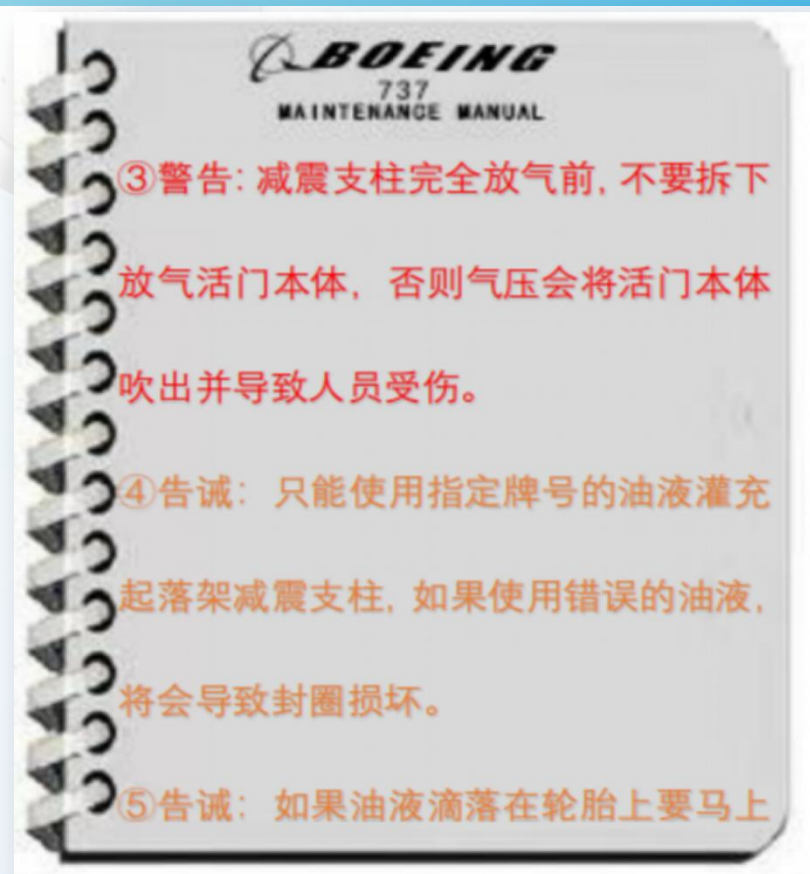 BOEING
737
MAINTENANCE MANUAL
③警告：减震支柱完全放气前，不要拆下
放气活门本体，否则气压会将活门本体
吹出并导致人员受伤。
④告诫：只能使用指定牌号的油液灌充
起落架减震支柱，如果使用错误的油液，
将会导致封圈损坏。
⑤告诫：如果油液滴落在轮胎上要马上